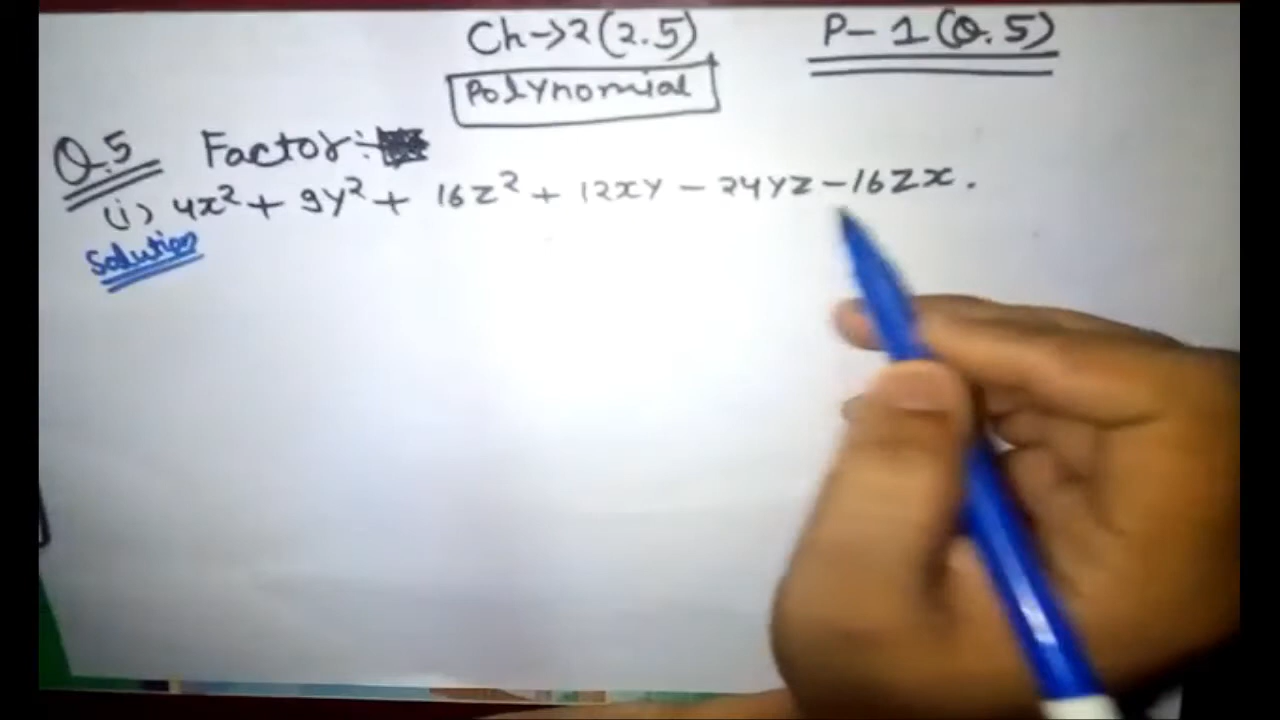 Ch→2(2.5)
P-1(Q.5)
Polynomial
Q.5 Factor:-
(i) 4x²+9y²+16z²+12xy-24yz-16zx.
Solution